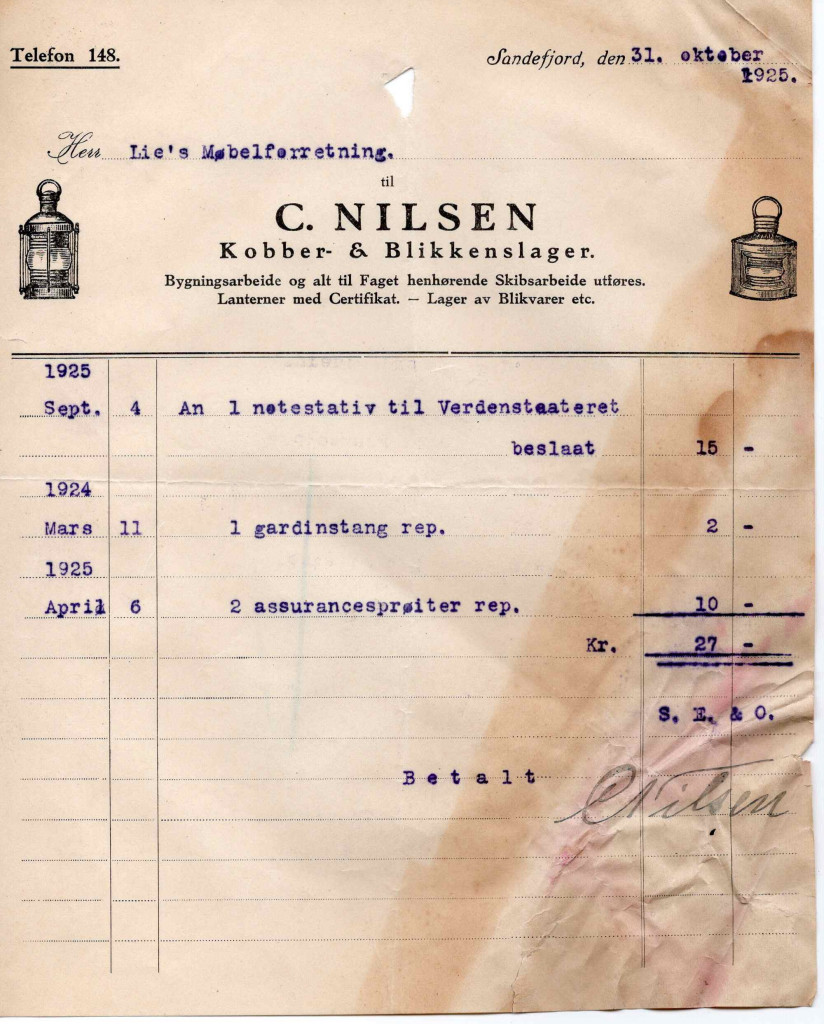 Telefon 148.
Sandefjord, den 31. oktober
1925.
Herr Lie's Møbelførretning.
til
C. NILSEN
Kobber- & Blikkenslager.
Bygningsarbeide og alt til Faget henhørende Skibsarbeide utføres.
Lanterner med Certifikat. — Lager av Blikvarer etc.
1925
Sept. 4 An 1 notestativ til Verdensteateret
beslaat 15 -
1924
Mars 11 1 gardinstang rep. 2 -
1925
April 6 2 assurancesprøiter rep. 10 -
Kr. 27 -
S. E. & O.
Betalt CNilsen